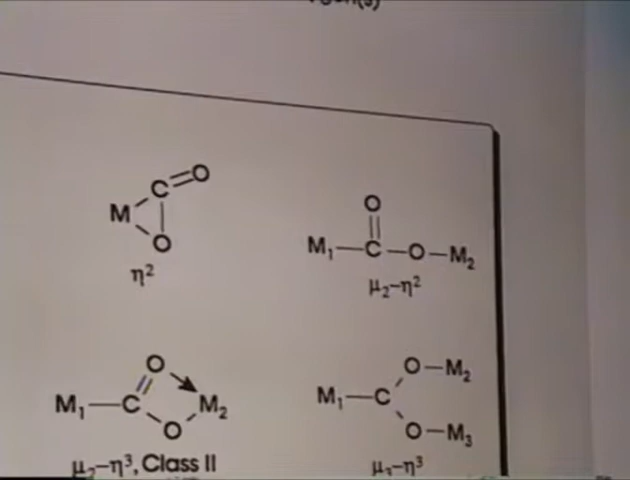 C=O
M
O
η²
O
M₁—C—O—M₂
μ₂-η²
O
M₁—C M₂
O
μ₂-η³, Class II
O—M₂
M₁—C
O—M₃
μ₃-η³